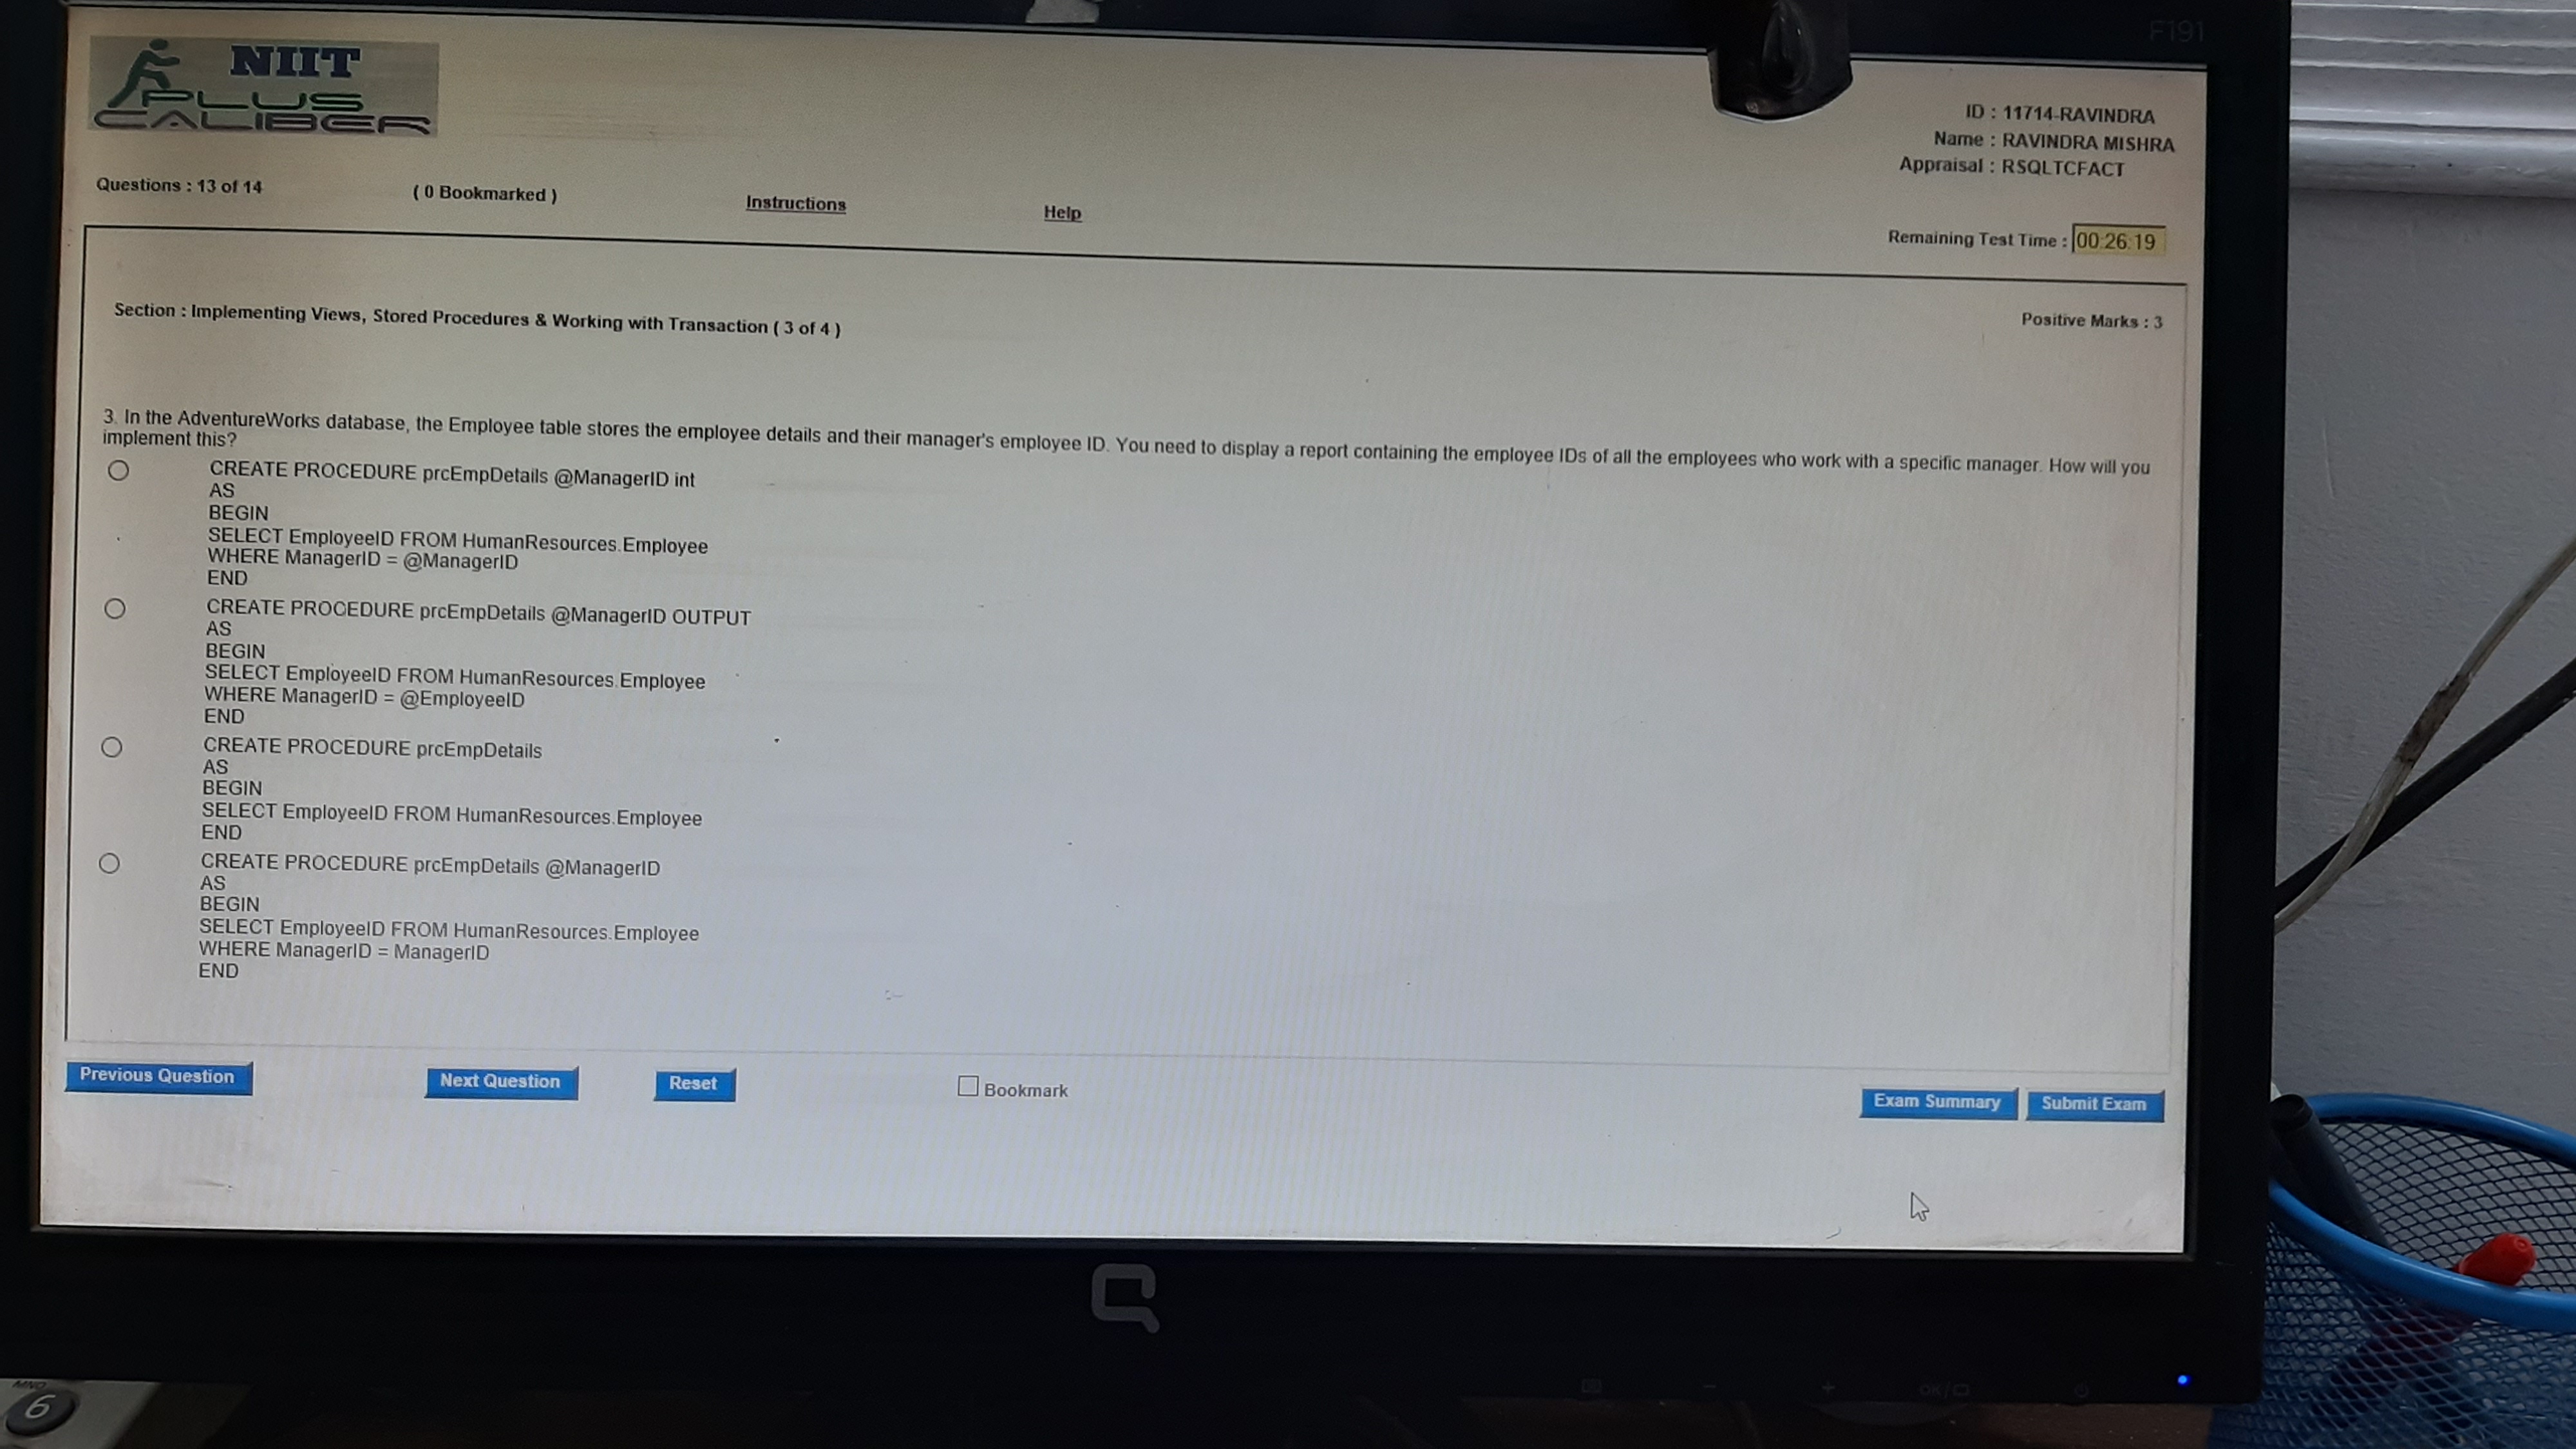 NIIT
PLUS
CALIBER
F191
ID : 11714-RAVINDRA
Name : RAVINDRA MISHRA
Appraisal : RSQLTCFACT
Questions : 13 of 14
( 0 Bookmarked )
Instructions
Help
Remaining Test Time : 00:26:19
Section : Implementing Views, Stored Procedures & Working with Transaction ( 3 of 4 )
Positive Marks : 3
3. In the AdventureWorks database, the Employee table stores the employee details and their manager's employee ID. You need to display a report containing the employee IDs of all the employees who work with a specific manager. How will you
implement this?
CREATE PROCEDURE prcEmpDetails @ManagerID int
AS
BEGIN
SELECT EmployeeID FROM HumanResources.Employee
WHERE ManagerID = @ManagerID
END
CREATE PROCEDURE prcEmpDetails @ManagerID OUTPUT
AS
BEGIN
SELECT EmployeeID FROM HumanResources.Employee
WHERE ManagerID = @EmployeeID
END
CREATE PROCEDURE prcEmpDetails
AS
BEGIN
SELECT EmployeeID FROM HumanResources.Employee
END
CREATE PROCEDURE prcEmpDetails @ManagerID
AS
BEGIN
SELECT EmployeeID FROM HumanResources.Employee
WHERE ManagerID = ManagerID
END
Previous Question
Next Question
Reset
Bookmark
Exam Summary
Submit Exam
− + OK/
MNO
6